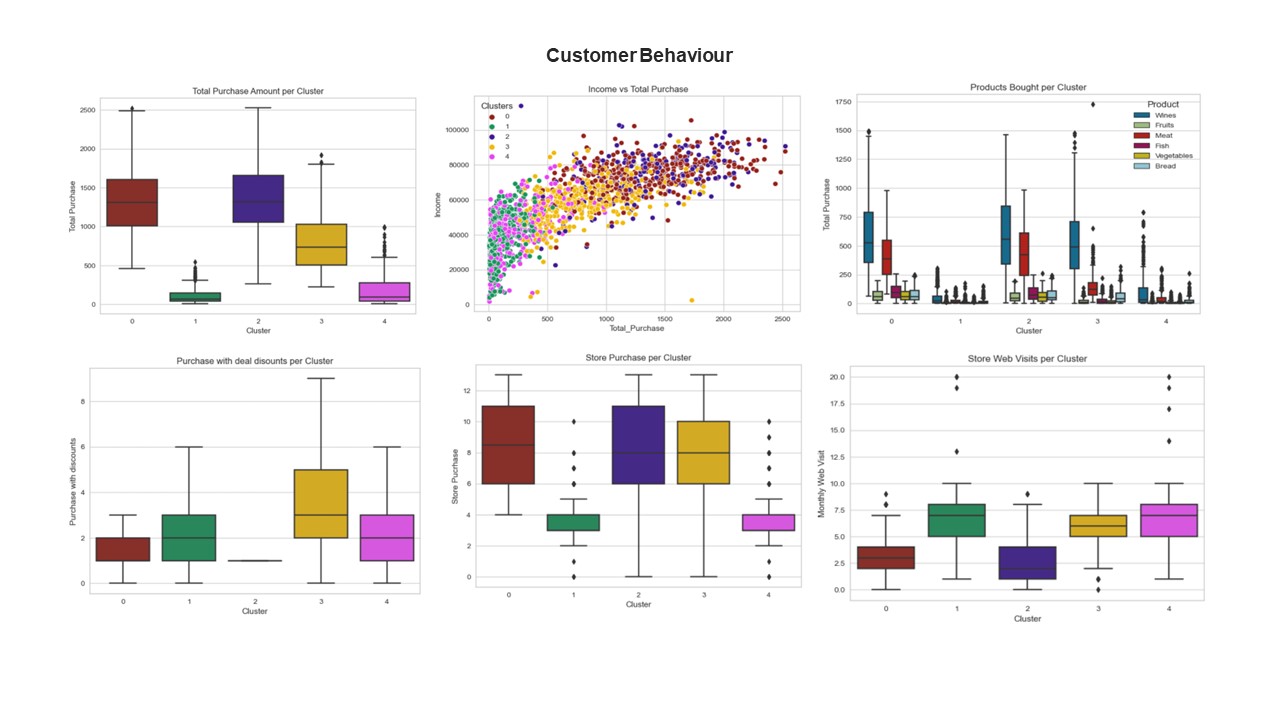 Customer Behaviour
Total Purchase Amount per Cluster
Total Purchase
2500
2000
1500
1000
500
0
0 1 2 3 4
Cluster
Income vs Total Purchase
Clusters
0
1
2
3
4
Income
100000
80000
60000
40000
20000
0
0 500 1000 1500 2000 2500
Total_Purchase
Products Bought per Cluster
Product
Wines
Fruits
Meat
Fish
Vegetables
Bread
Total Purchase
1750
1500
1250
1000
750
500
250
0
0 1 2 3 4
Cluster
Purchase with deal disounts per Cluster
Purchase with discounts
8
6
4
2
0
0 1 2 3 4
Cluster
Store Purchase per Cluster
Store Pucrhase
12
10
8
6
4
2
0
0 1 2 3 4
Cluster
Store Web Visits per Cluster
Monthly Web Visit
20.0
17.5
15.0
12.5
10.0
7.5
5.0
2.5
0.0
0 1 2 3 4
Cluster